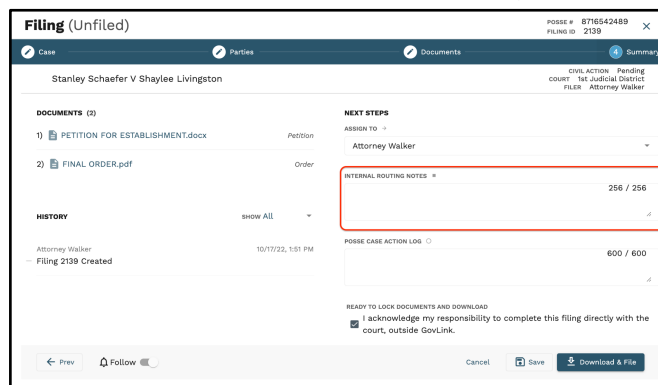 Filing (Unfiled)
POSSE # 8716542489
FILING ID 2139
Case
Parties
Documents
4 Summary
Stanley Schaefer V Shaylee Livingston
CIVIL ACTION Pending
COURT 1st Judicial District
FILER Attorney Walker
DOCUMENTS (2)
1) PETITION FOR ESTABLISHMENT.docx Petition
2) FINAL ORDER.pdf Order
HISTORY SHOW All
Attorney Walker 10/17/22, 1:51 PM
Filing 2139 Created
NEXT STEPS
ASSIGN TO
Attorney Walker
INTERNAL ROUTING NOTES
256 / 256
POSSE CASE ACTION LOG
600 / 600
READY TO LOCK DOCUMENTS AND DOWNLOAD
I acknowledge my responsibility to complete this filing directly with the
court, outside GovLink.
Prev
Follow
Cancel
Save
Download & File